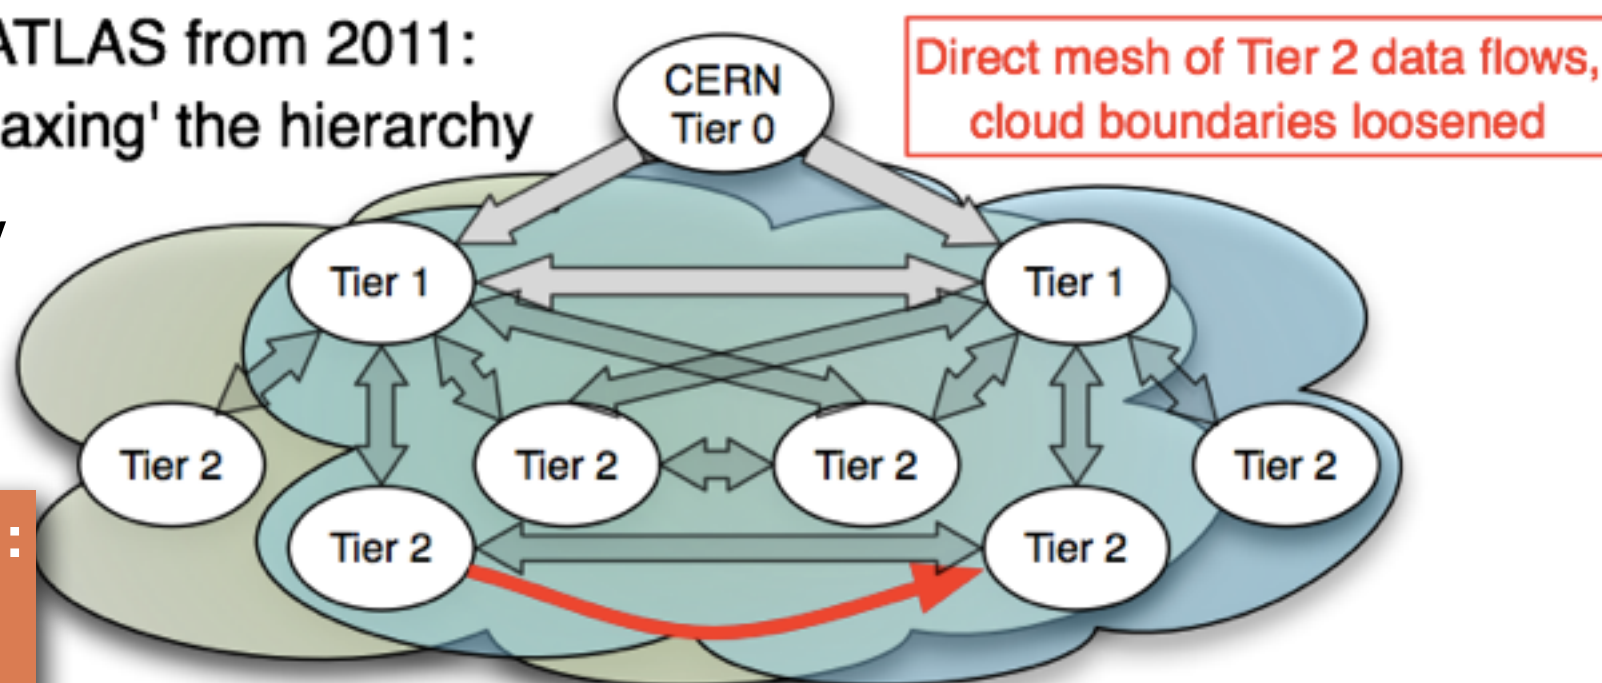 ATLAS from 2011:
axing' the hierarchy
Direct mesh of Tier 2 data flows,
cloud boundaries loosened
CERN
Tier 0
Tier 1
Tier 1
Tier 2
Tier 2
Tier 2
Tier 2
Tier 2
Tier 2
: